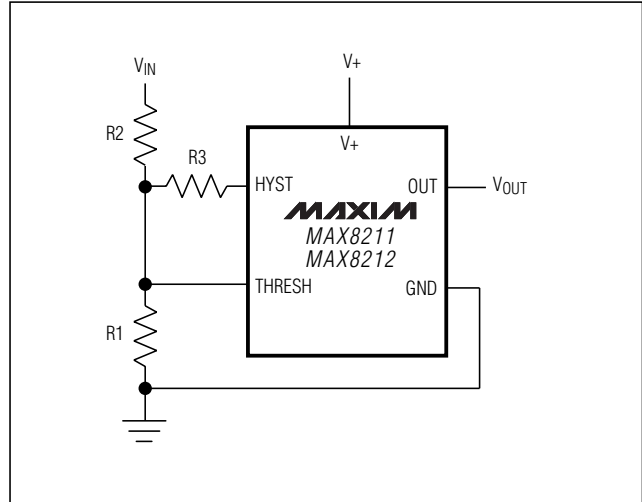 VIN
V+
R2
R3
V+
HYST
OUT
VOUT
MAXIM
MAX8211
MAX8212
THRESH
GND
R1